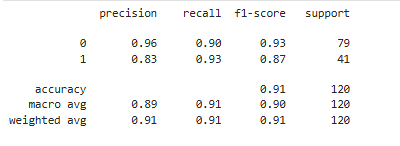 precision recall f1-score support
0 0.96 0.90 0.93 79
1 0.83 0.93 0.87 41
accuracy 0.91 120
macro avg 0.89 0.91 0.90 120
weighted avg 0.91 0.91 0.91 120